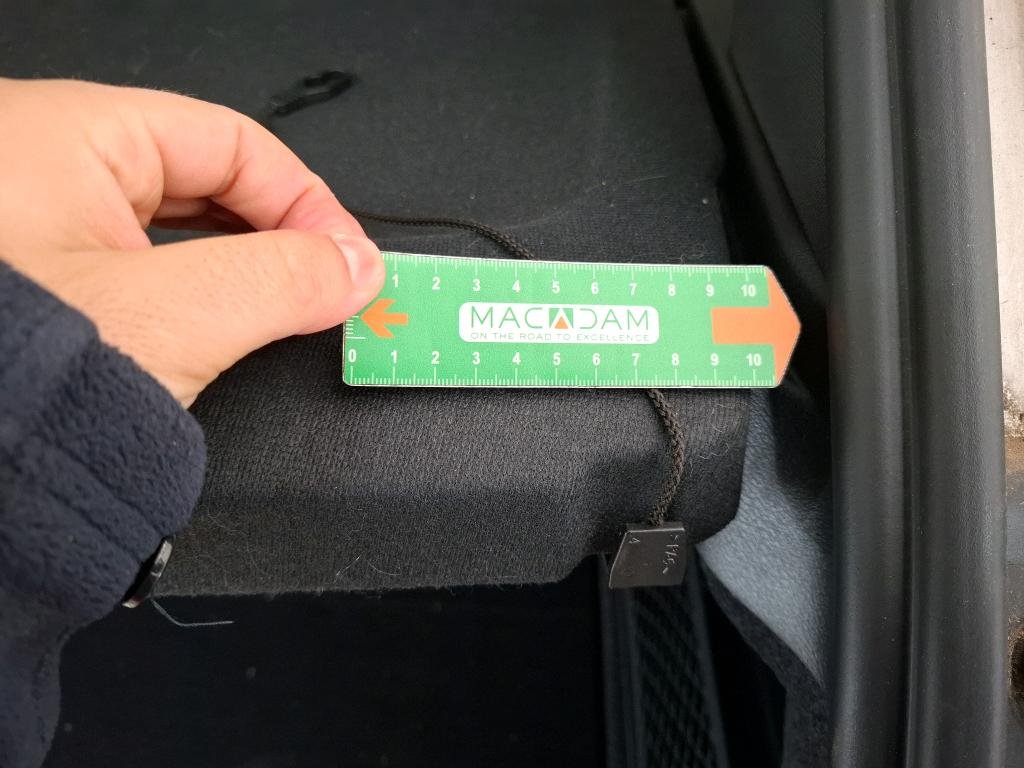 1 2 3 4 5 6 7 8 9 10
MACADAM
ON THE ROAD TO EXCELLENCE
0 1 2 3 4 5 6 7 8 9 10